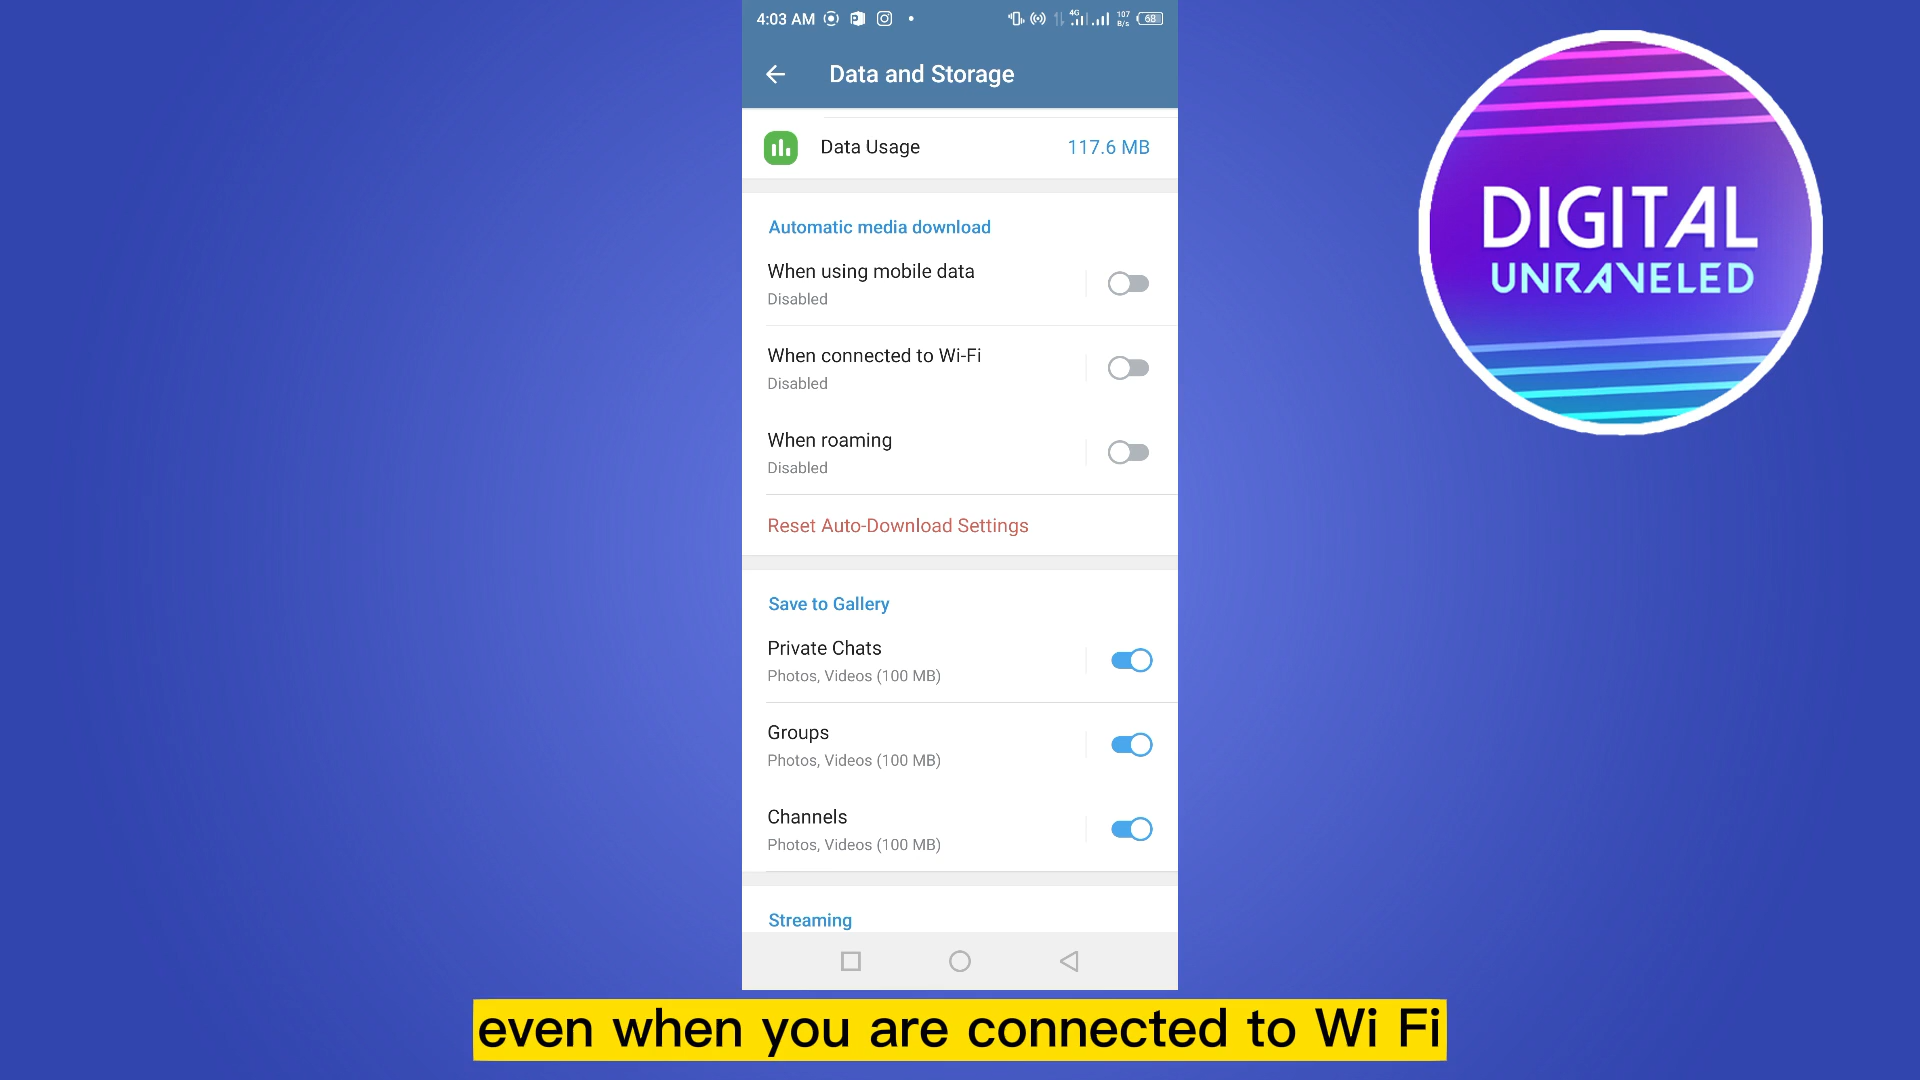 4:03 AM
4G
107
B/s
68
Data and Storage
Data Usage
117.6 MB
Automatic media download
When using mobile data
Disabled
When connected to Wi-Fi
Disabled
When roaming
Disabled
Reset Auto-Download Settings
Save to Gallery
Private Chats
Photos, Videos (100 MB)
Groups
Photos, Videos (100 MB)
Channels
Photos, Videos (100 MB)
Streaming
DIGITAL
UNRAVELED
even when you are connected to Wi Fi